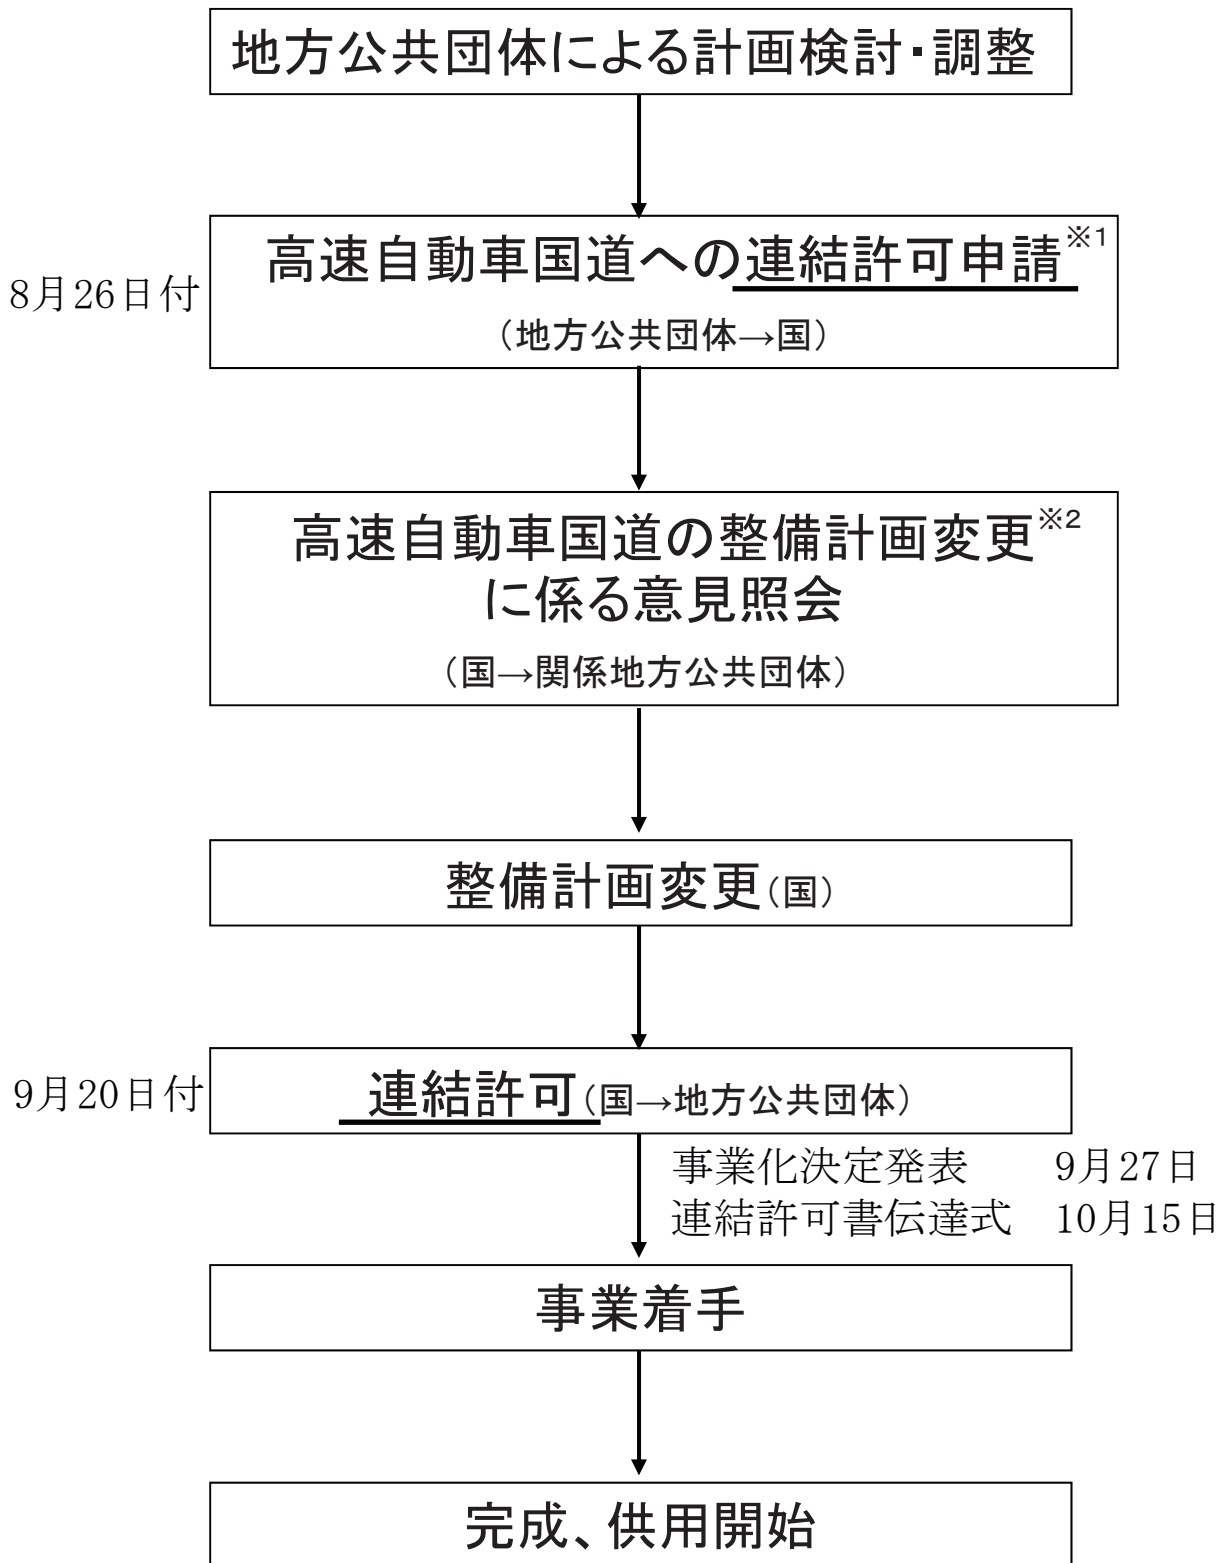 地方公共団体による計画検討・調整
8月26日付
高速自動車国道への連結許可申請※1
（地方公共団体→国）
高速自動車国道の整備計画変更※2
に係る意見照会
（国→関係地方公共団体）
整備計画変更（国）
9月20日付
連結許可（国→地方公共団体）
事業化決定発表　　9月27日
連結許可書伝達式　10月15日
事業着手
完成、供用開始